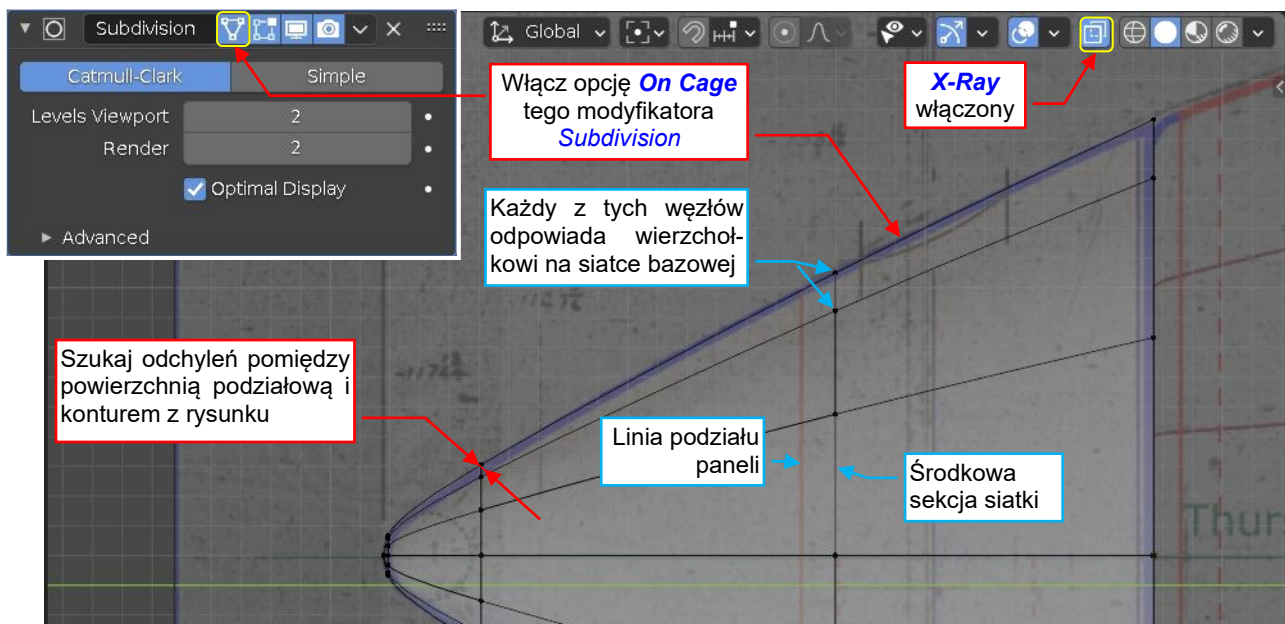 Subdivision
Catmull-Clark Simple
Levels Viewport 2
Render 2
Optimal Display
Advanced
Global
Włącz opcję On Cage
tego modyfikatora
Subdivision
X-Ray
włączony
Każdy z tych węzłów
odpowiada wierzchoł-
kowi na siatce bazowej
Szukaj odchyleń pomiędzy
powierzchnią podziałową i
konturem z rysunku
Linia podziału
paneli
Środkowa
sekcja siatki
Thur